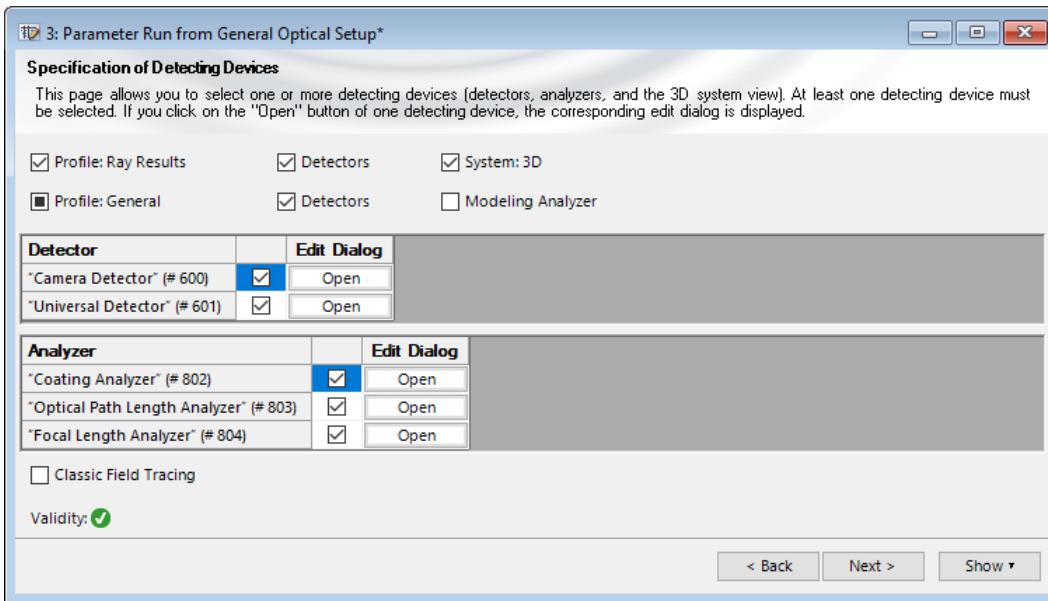 3: Parameter Run from General Optical Setup*
Specification of Detecting Devices
This page allows you to select one or more detecting devices (detectors, analyzers, and the 3D system view). At least one detecting device must
be selected. If you click on the "Open" button of one detecting device, the corresponding edit dialog is displayed.
Profile: Ray Results Detectors System: 3D
Profile: General Detectors Modeling Analyzer
Detector Edit Dialog
"Camera Detector" (# 600) Open
"Universal Detector" (# 601) Open
Analyzer Edit Dialog
"Coating Analyzer" (# 802) Open
"Optical Path Length Analyzer" (# 803) Open
"Focal Length Analyzer" (# 804) Open
Classic Field Tracing
Validity:
< Back Next > Show